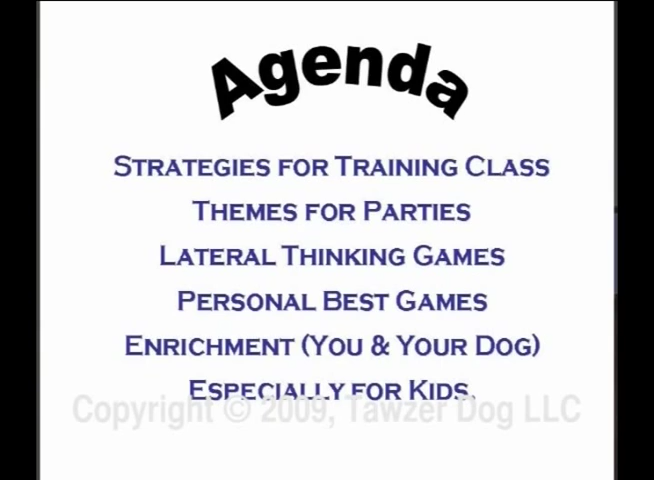 Agenda
STRATEGIES FOR TRAINING CLASS
THEMES FOR PARTIES
LATERAL THINKING GAMES
PERSONAL BEST GAMES
ENRICHMENT (YOU & YOUR DOG)
ESPECIALLY FOR KIDS.
Copyright © 2009, Tawzer Dog LLC